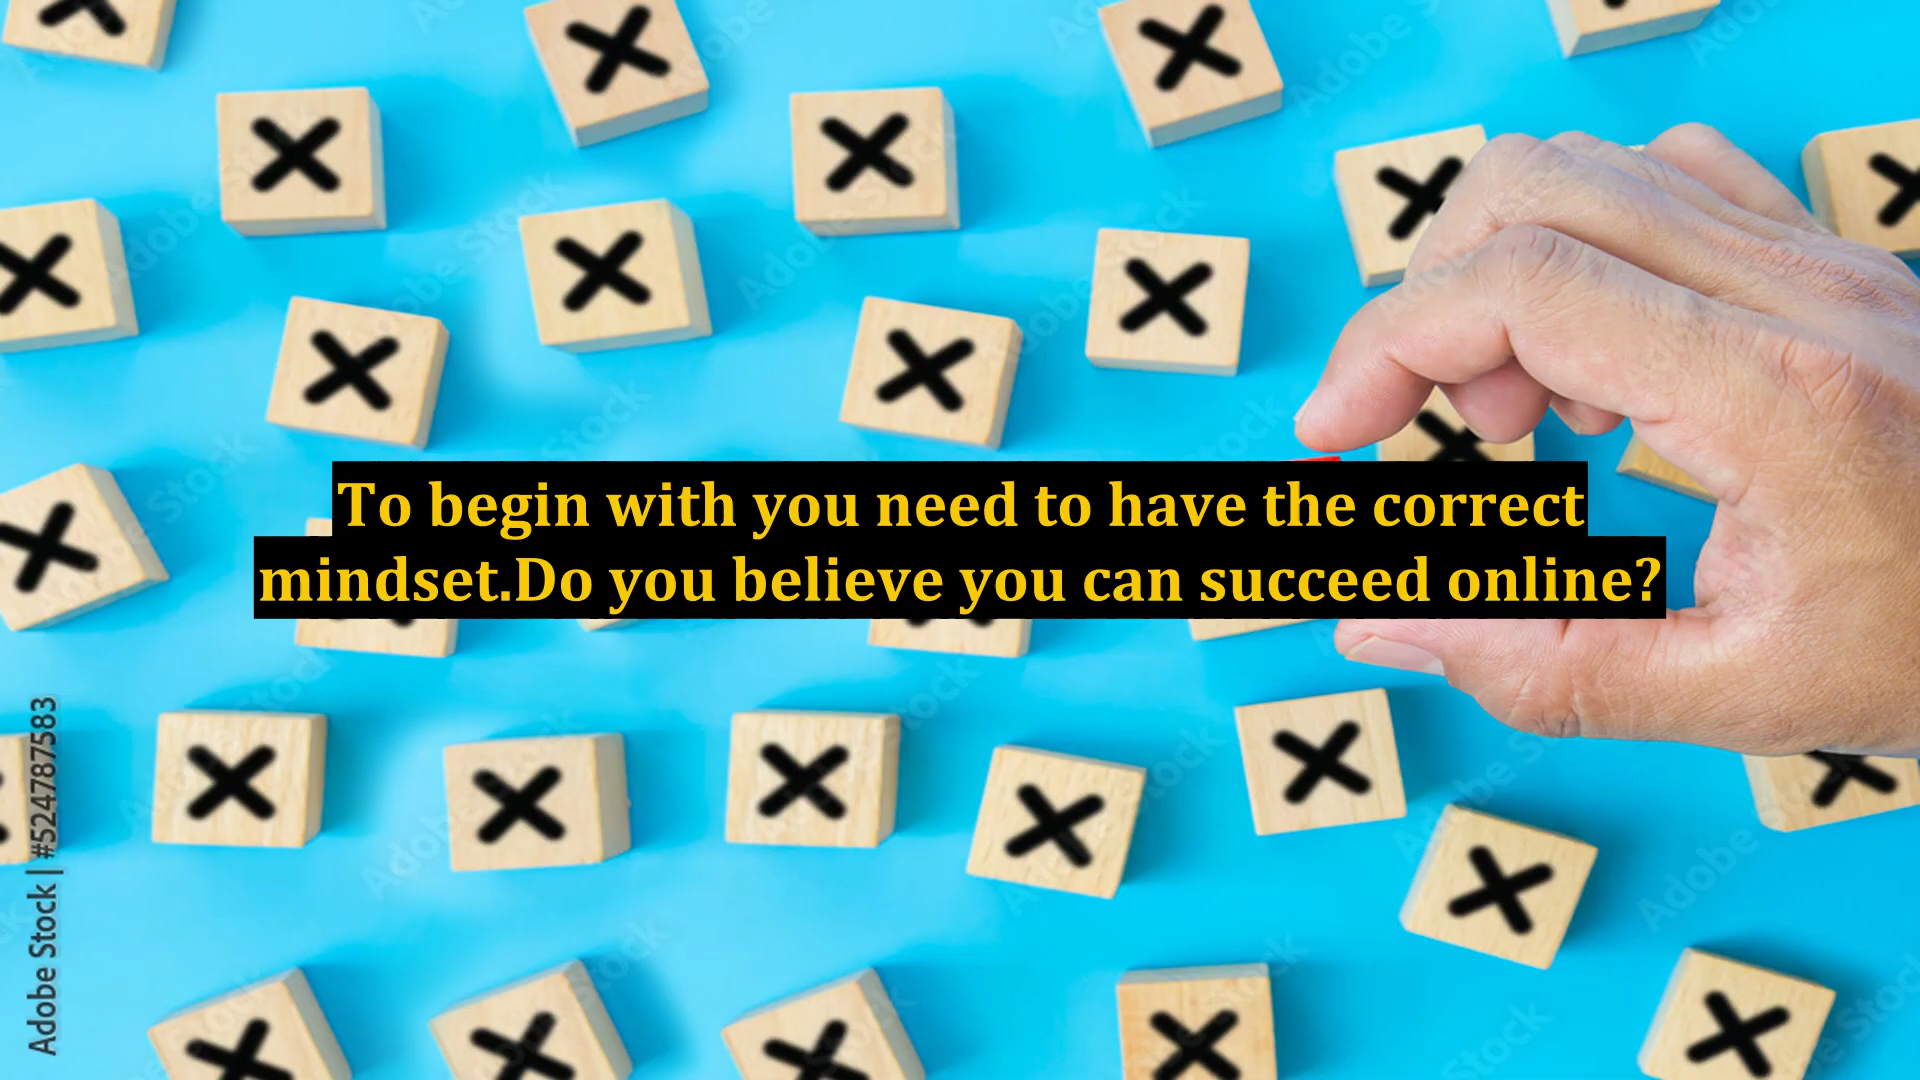 To begin with you need to have the correct
mindset.Do you believe you can succeed online?
Adobe Stock | #524787583